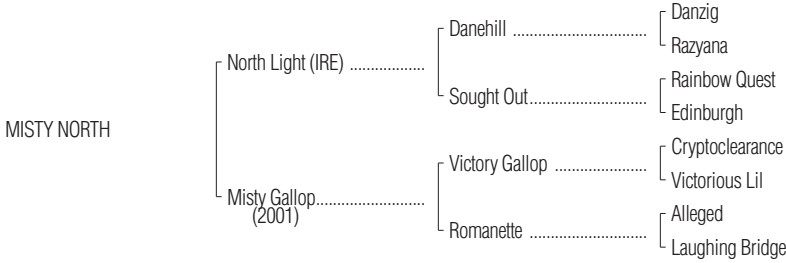 Danzig
Danehill ................................
Razyana
North Light (IRE) ..................
Rainbow Quest
Sought Out............................
Edinburgh
MISTY NORTH
Cryptoclearance
Victory Gallop ......................
Victorious Lil
Misty Gallop..........................
(2001)
Alleged
Romanette ............................
Laughing Bridge